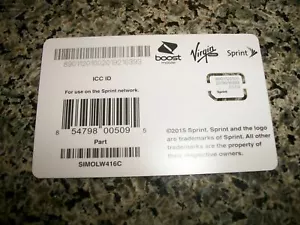 boost
mobile
Virgin
Sprint
ICC ID
For use on the Sprint network.
8 54798 00509 5
Part
SIMOLW416C
Sprint
©2015 Sprint. Sprint and the logo
are trademarks of Sprint. All other
trademarks are the property of
their respective owners.